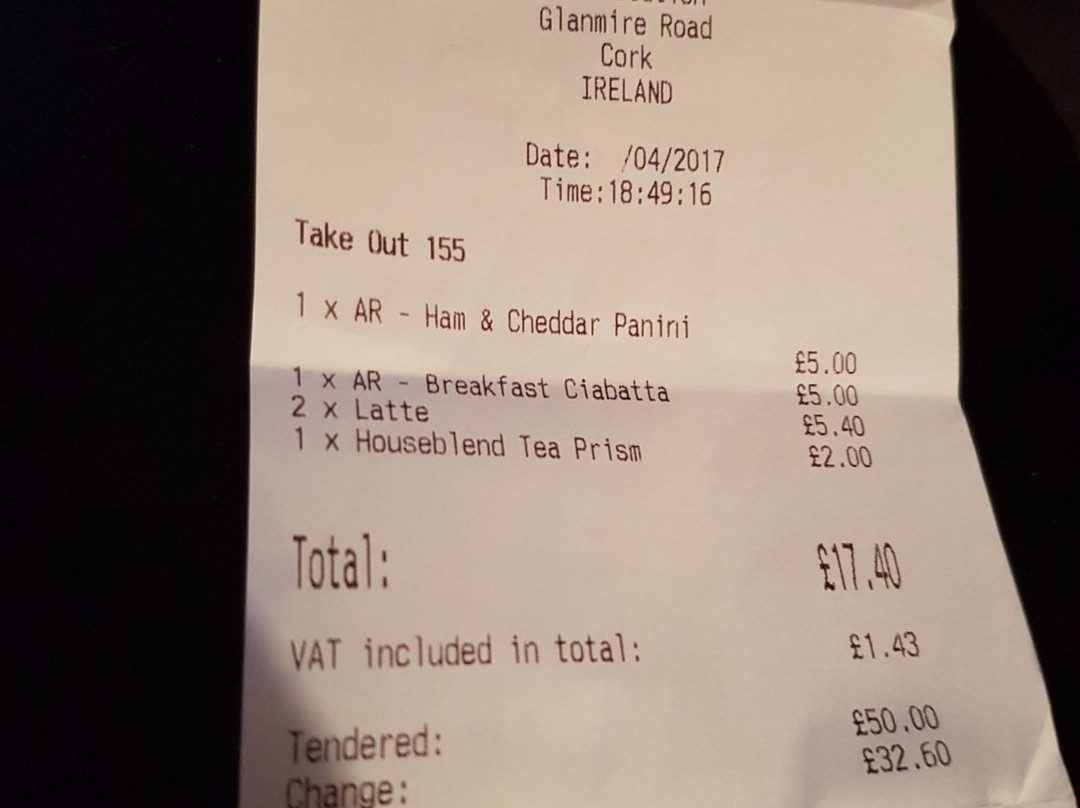 Glanmire Road
Cork
IRELAND
Date: /04/2017
Time:18:49:16
Take Out 155
1 x AR - Ham & Cheddar Panini
£5.00
1 x AR - Breakfast Ciabatta £5.00
2 x Latte £5.40
1 x Houseblend Tea Prism £2.00
Total: £17.40
VAT included in total: £1.43
Tendered: £50.00
Change: £32.60